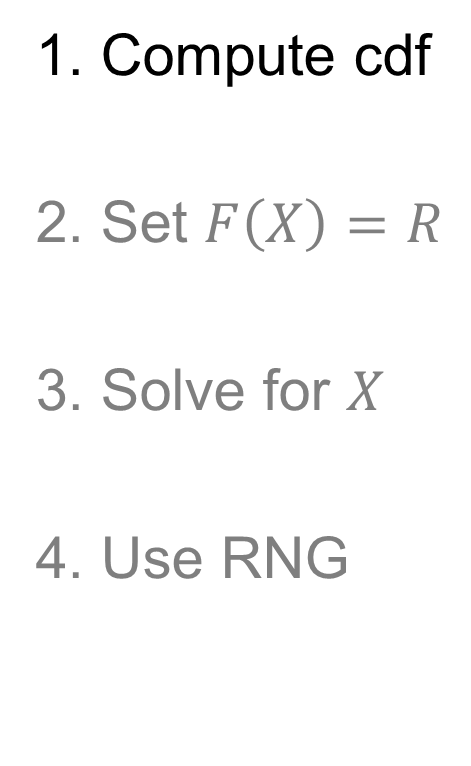 1. Compute cdf
2. Set F(X) = R
3. Solve for X
4. Use RNG